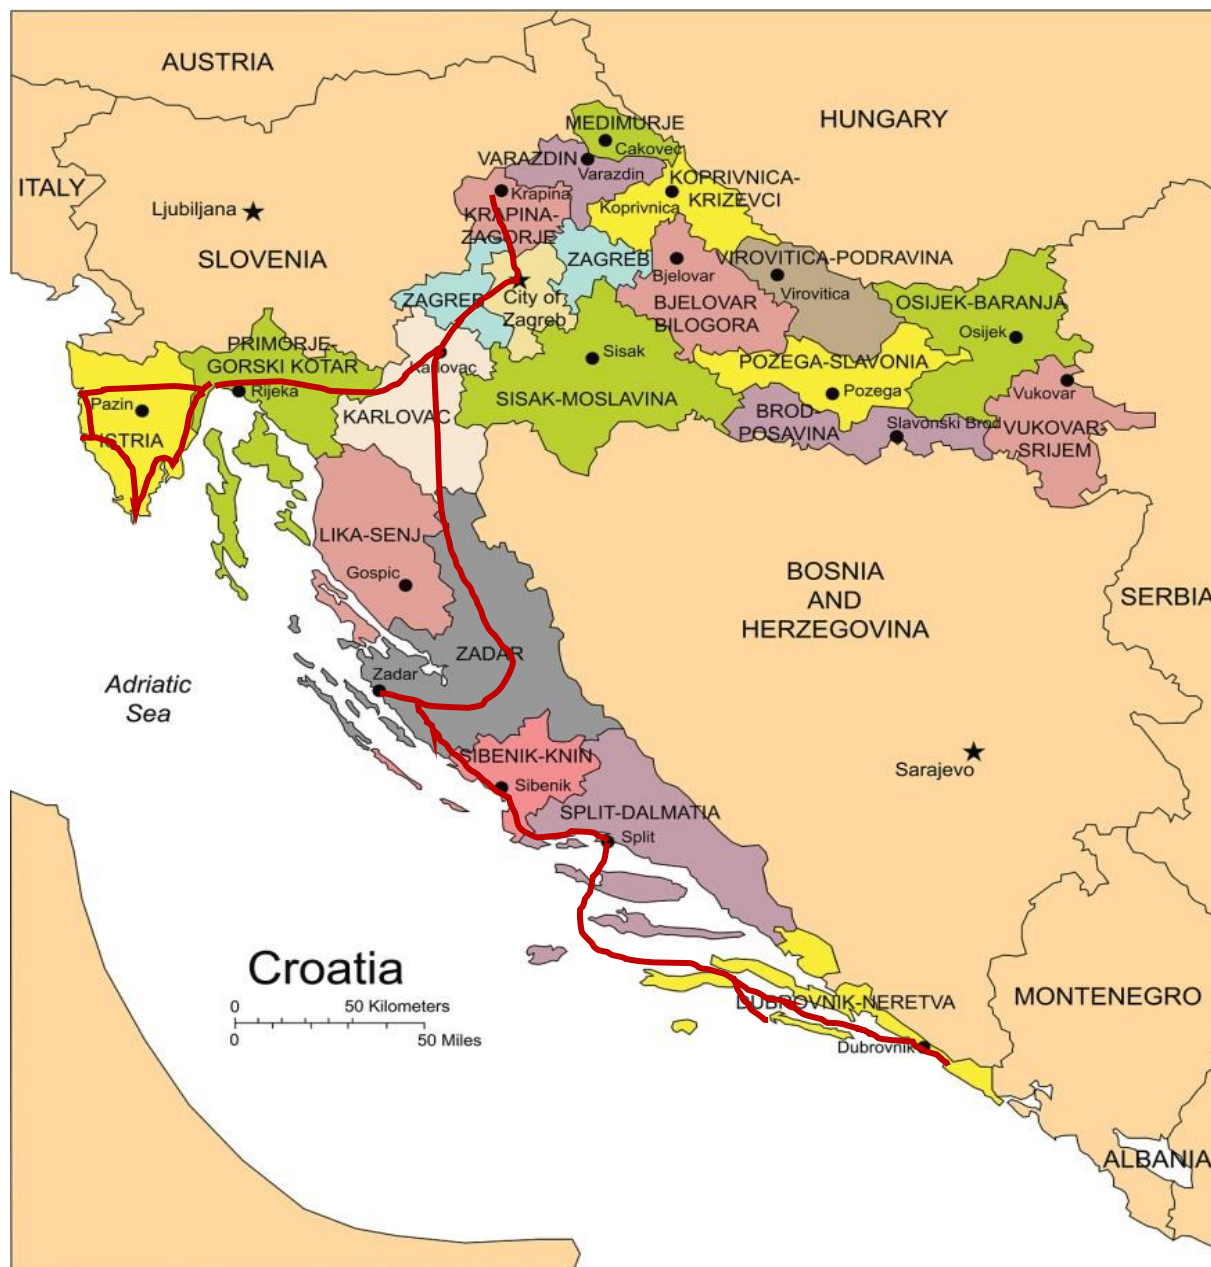 AUSTRIA
HUNGARY
MEDIMURJE
Cakovec
VARAZDIN
Varazdin
ITALY
Krapina
KOPRIVNICA-
KRIZEVCI
Koprivnica
Ljubiljana
KRAPINA-
ZAGORJE
SLOVENIA
ZAGREB
VIROVITICA-PODRAVINA
Bjelovar
Virovitica
ZAGREB
City of
Zagreb
BJELOVAR
BILOGORA
OSIJEK-BARANJA
Osijek
PRIMORJE-
GORSKI KOTAR
Karlovac
Sisak
POZEGA-SLAVONIA
Pozega
Vukovar
Rijeka
Pazin
ISTRIA
KARLOVAC
SISAK-MOSLAVINA
BROD-
POSAVINA
Slavonski Brod
VUKOVAR-
SRIJEM
LIKA-SENJ
Gospic
BOSNIA
AND
HERZEGOVINA
SERBIA
ZADAR
Zadar
Adriatic
Sea
SIBENIK-KNIN
Sibenik
Sarajevo
SPLIT-DALMATIA
Split
Croatia
0 50 Kilometers
0 50 Miles
DUBROVNIK-NERETVA
Dubrovnik
MONTENEGRO
ALBANIA